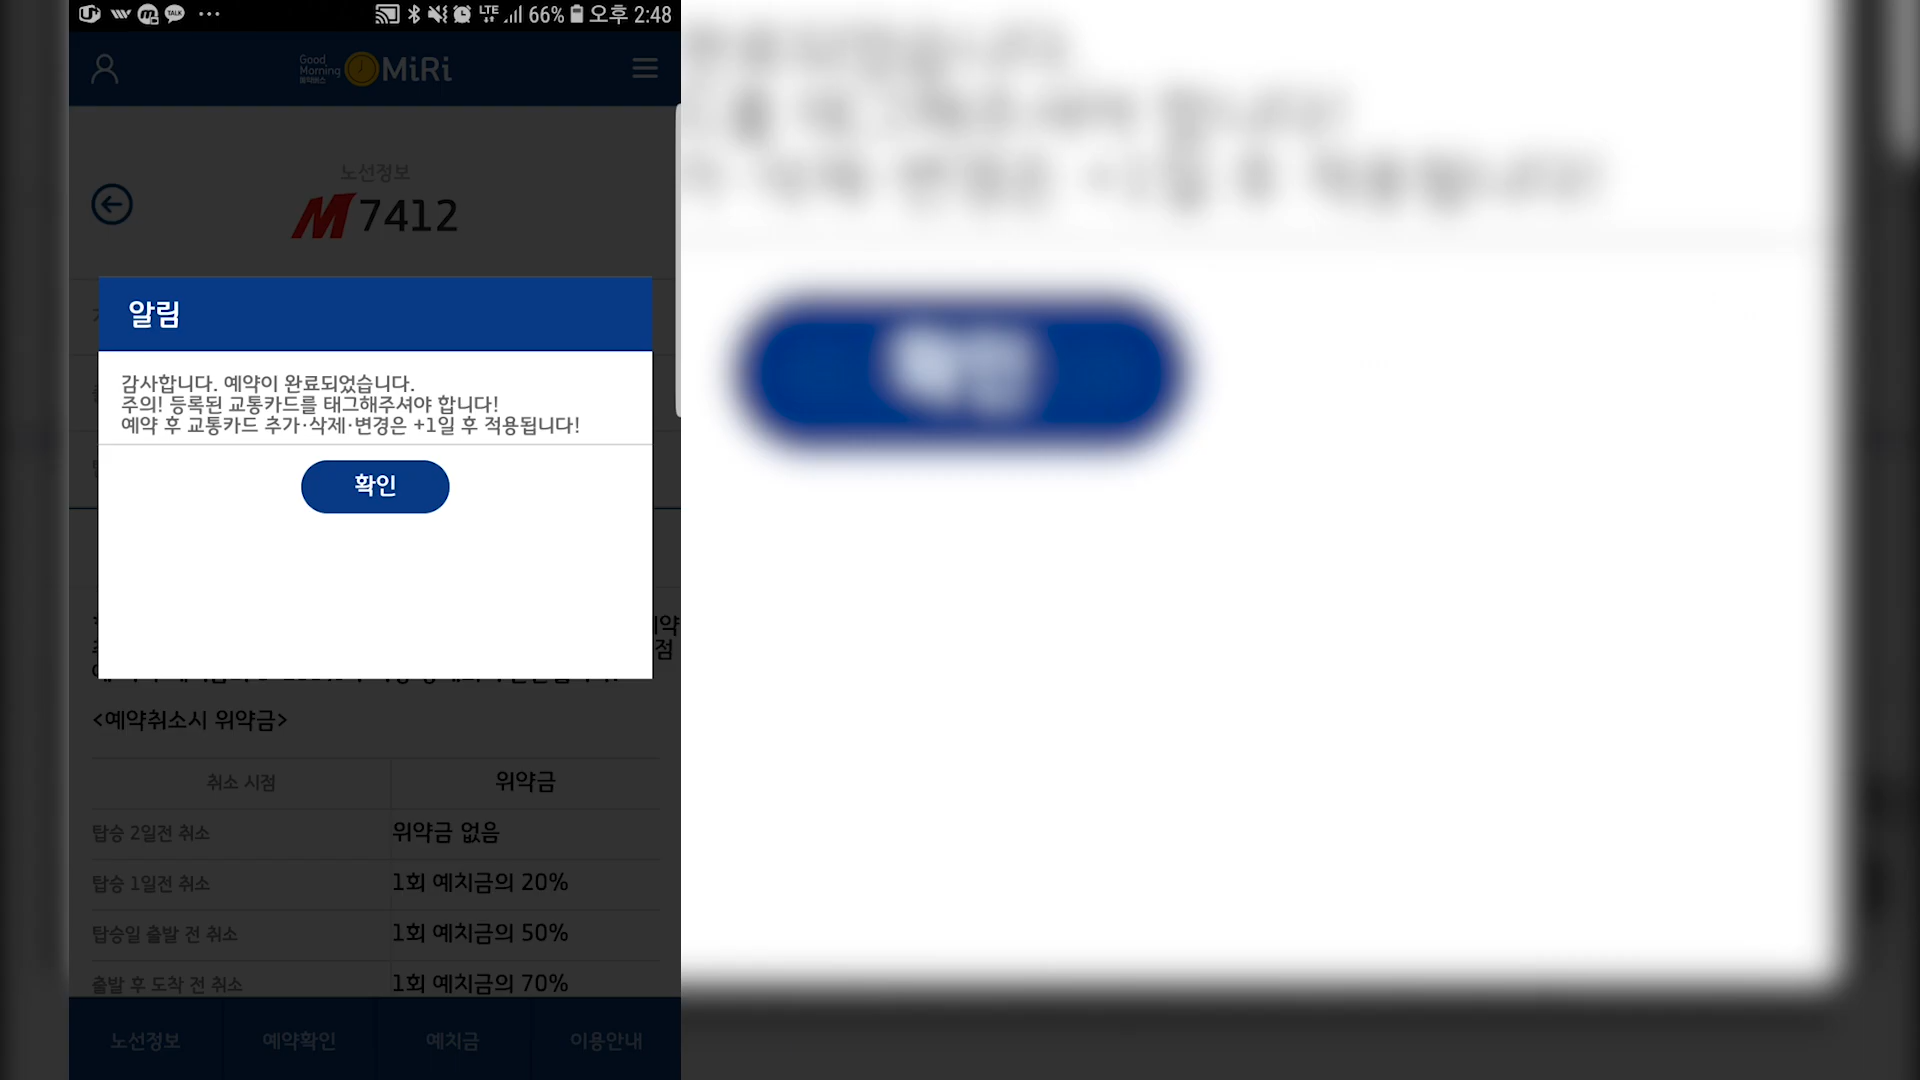 66% 오후 2:48
Good
Morning
MiRi
노선정보
M 7412
알림
감사합니다. 예약이 완료되었습니다.
주의! 등록된 교통카드를 태그해주셔야 합니다!
예약 후 교통카드 추가·삭제·변경은 +1일 후 적용됩니다!
확인
<예약취소시 위약금>
취소 시점 위약금
탑승 2일전 취소 위약금 없음
탑승 1일전 취소 1회 예치금의 20%
탑승일 출발 전 취소 1회 예치금의 50%
출발 후 도착 전 취소 1회 예치금의 70%
노선정보 예약확인 예치금 이용안내